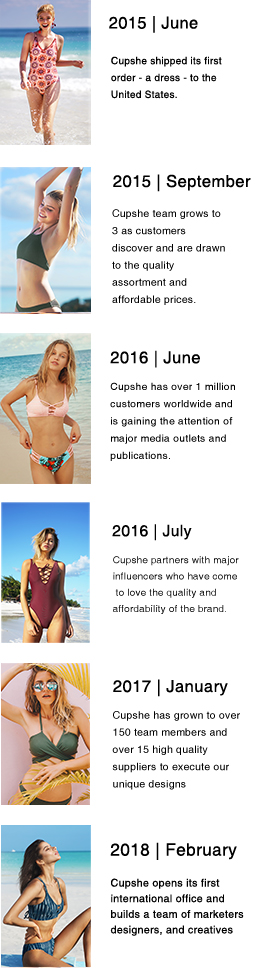 2015 | June
Cupshe shipped its first
order - a dress - to the
United States.
2015 | September
Cupshe team grows to
3 as customers
discover and are drawn
to the quality
assortment and
affordable prices.
2016 | June
Cupshe has over 1 million
customers worldwide and
is gaining the attention of
major media outlets and
publications.
2016 | July
Cupshe partners with major
influencers who have come
to love the quality and
affordability of the brand.
2017 | January
Cupshe has grown to over
150 team members and
over 15 high quality
suppliers to execute our
unique designs
2018 | February
Cupshe opens its first
international office and
builds a team of marketers
designers, and creatives